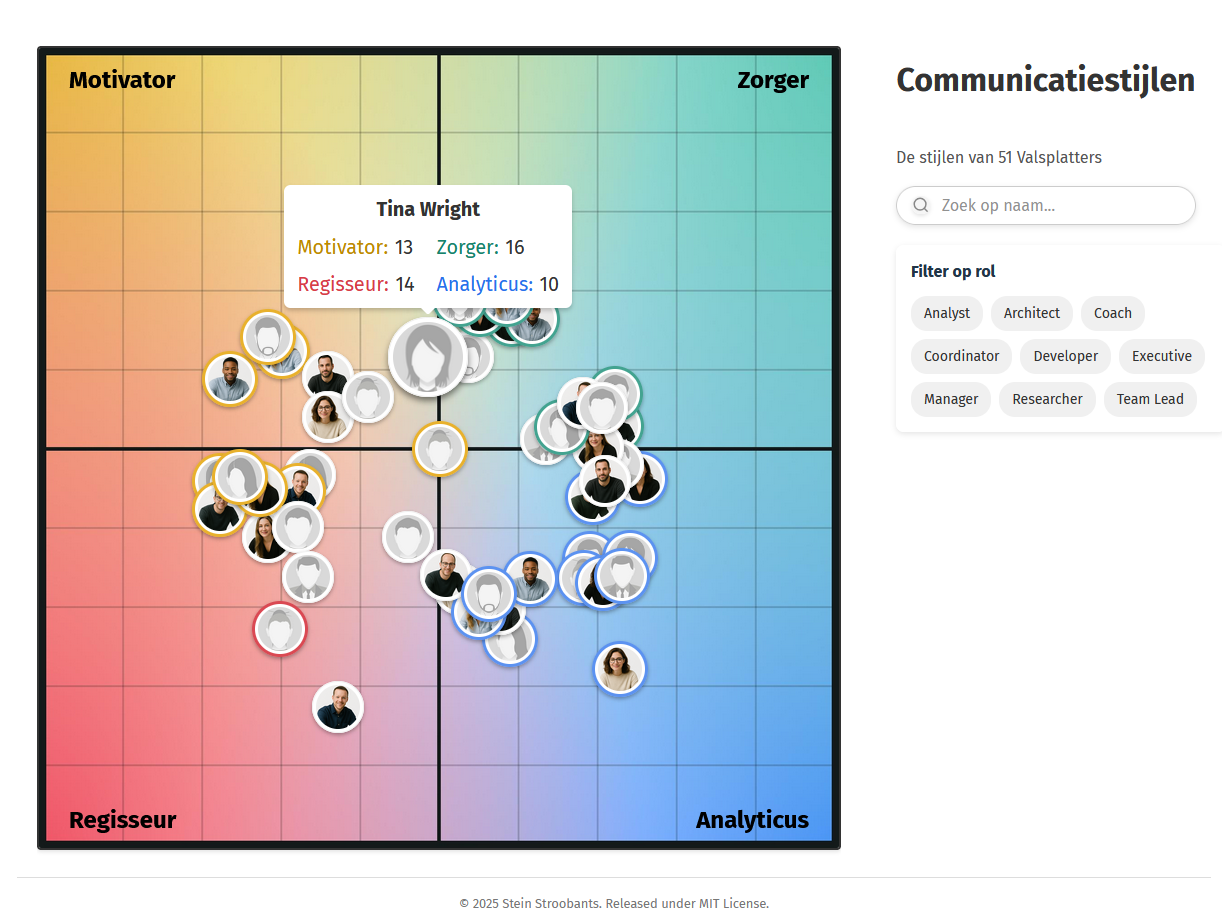 Motivator
Zorger
Tina Wright
Motivator: 13 Zorger: 16
Regisseur: 14 Analyticus: 10
Regisseur
Analyticus
Communicatiestijlen
De stijlen van 51 Valsplatters
Zoek op naam...
Filter op rol
Analyst Architect Coach
Coordinator Developer Executive
Manager Researcher Team Lead
© 2025 Stein Stroobants. Released under MIT License.